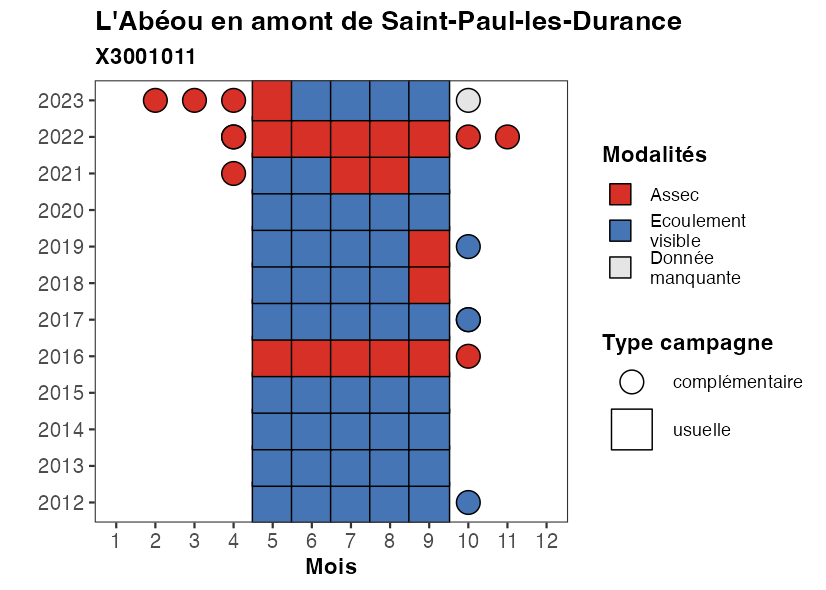 L'Abéou en amont de Saint-Paul-les-Durance
X3001011
2023
2022
2021
2020
2019
2018
2017
2016
2015
2014
2013
2012
1 2 3 4 5 6 7 8 9 10 11 12
Mois
Modalités
Assec
Ecoulement
visible
Donnée
manquante
Type campagne
complémentaire
usuelle